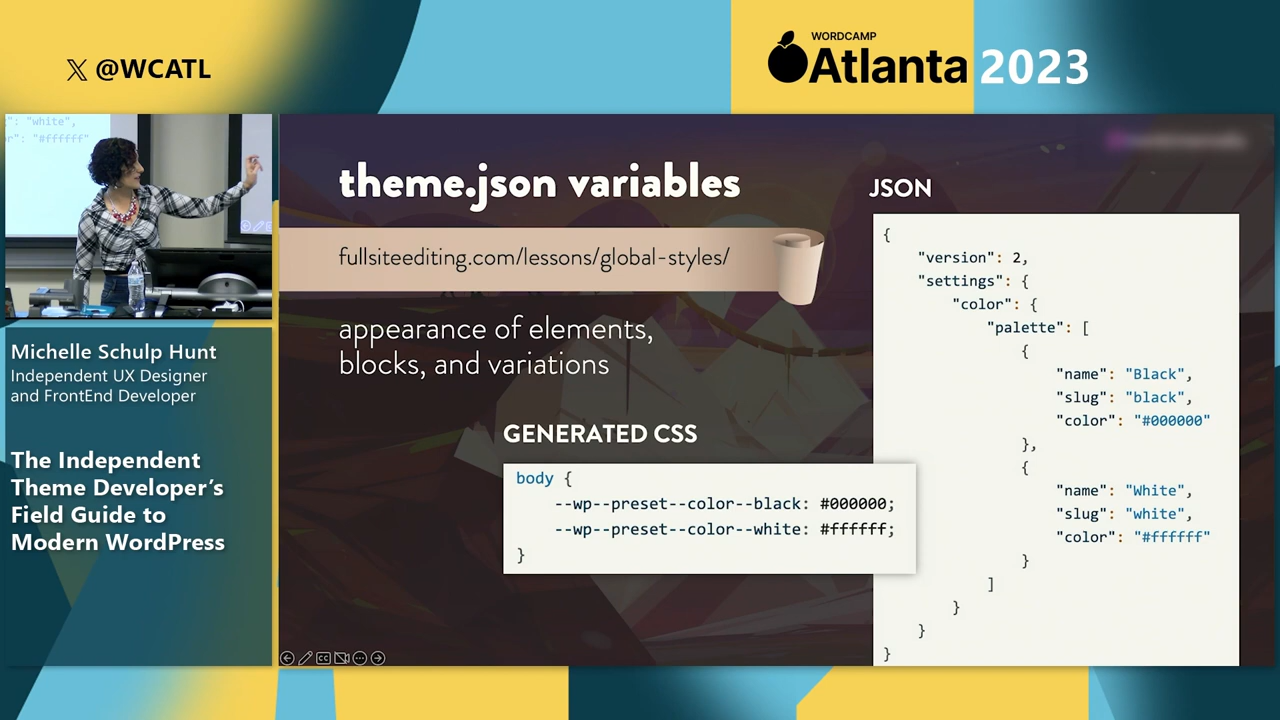 𝕏 @WCATL
WORDCAMP
Atlanta 2023
": "white",
r": "#ffffff"
Michelle Schulp Hunt
Independent UX Designer
and FrontEnd Developer
The Independent
Theme Developer’s
Field Guide to
Modern WordPress
theme.json variables
fullsiteediting.com/lessons/global-styles/
appearance of elements,
blocks, and variations
GENERATED CSS
body {
--wp--preset--color--black: #000000;
--wp--preset--color--white: #ffffff;
}
JSON
{
"version": 2,
"settings": {
"color": {
"palette": [
{
"name": "Black",
"slug": "black",
"color": "#000000"
},
{
"name": "White",
"slug": "white",
"color": "#ffffff"
}
]
}
}
}
CC